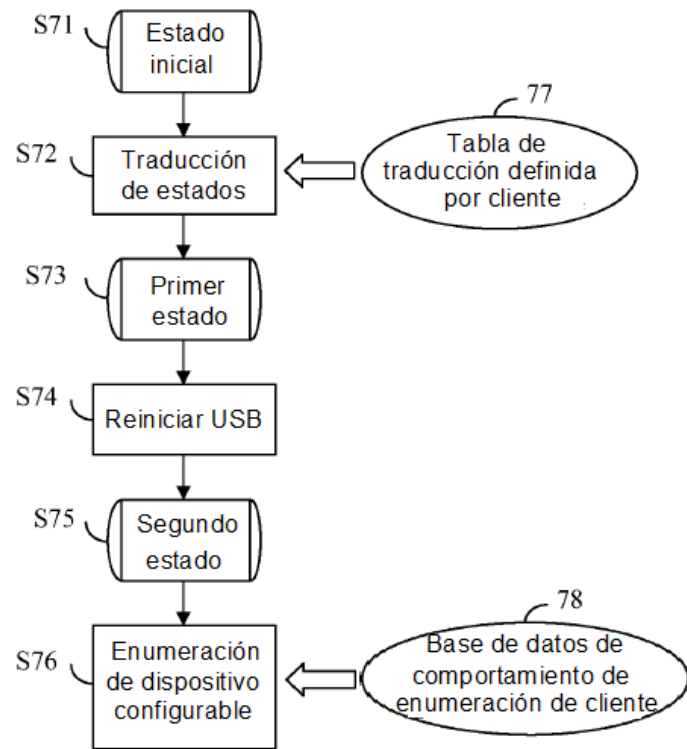 S71
Estado
inicial
77
S72
Traducción
de estados
Tabla de
traducción definida
por cliente
S73
Primer
estado
S74
Reiniciar USB
S75
Segundo
estado
78
S76
Enumeración
de dispositivo
configurable
Base de datos de
comportamiento de
enumeración de cliente